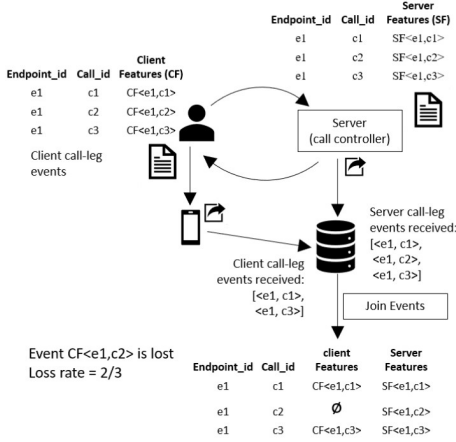 Server
Endpoint_id Call_id Features (SF)
e1 c1 SF<e1,c1>
e1 c2 SF<e1,c2>
e1 c3 SF<e1,c3>
Client
Endpoint_id Call_id Features (CF)
e1 c1 CF<e1,c1>
e1 c2 CF<e1,c2>
e1 c3 CF<e1,c3>
Client call-leg
events
Server
(call controller)
Server call-leg
events received:
[<e1, c1>,
<e1, c2>,
<e1, c3>]
Client call-leg
events received:
[<e1, c1>,
<e1, c3>]
Join Events
Event CF<e1,c2> is lost
Loss rate = 2/3
client Server
Endpoint_id Call_id Features Features
e1 c1 CF<e1,c1> SF<e1,c1>
e1 c2 Ø SF<e1,c2>
e1 c3 CF<e1,c3> SF<e1,c3>